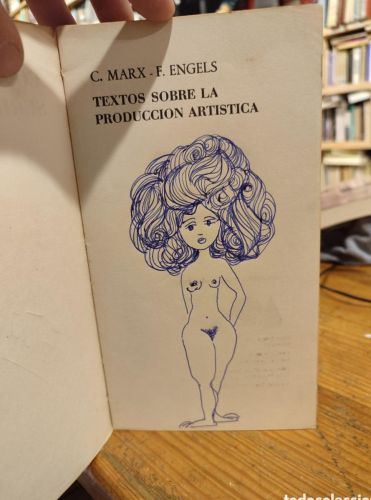 C. MARX - F. ENGELS
TEXTOS SOBRE LA
PRODUCCION ARTISTICA